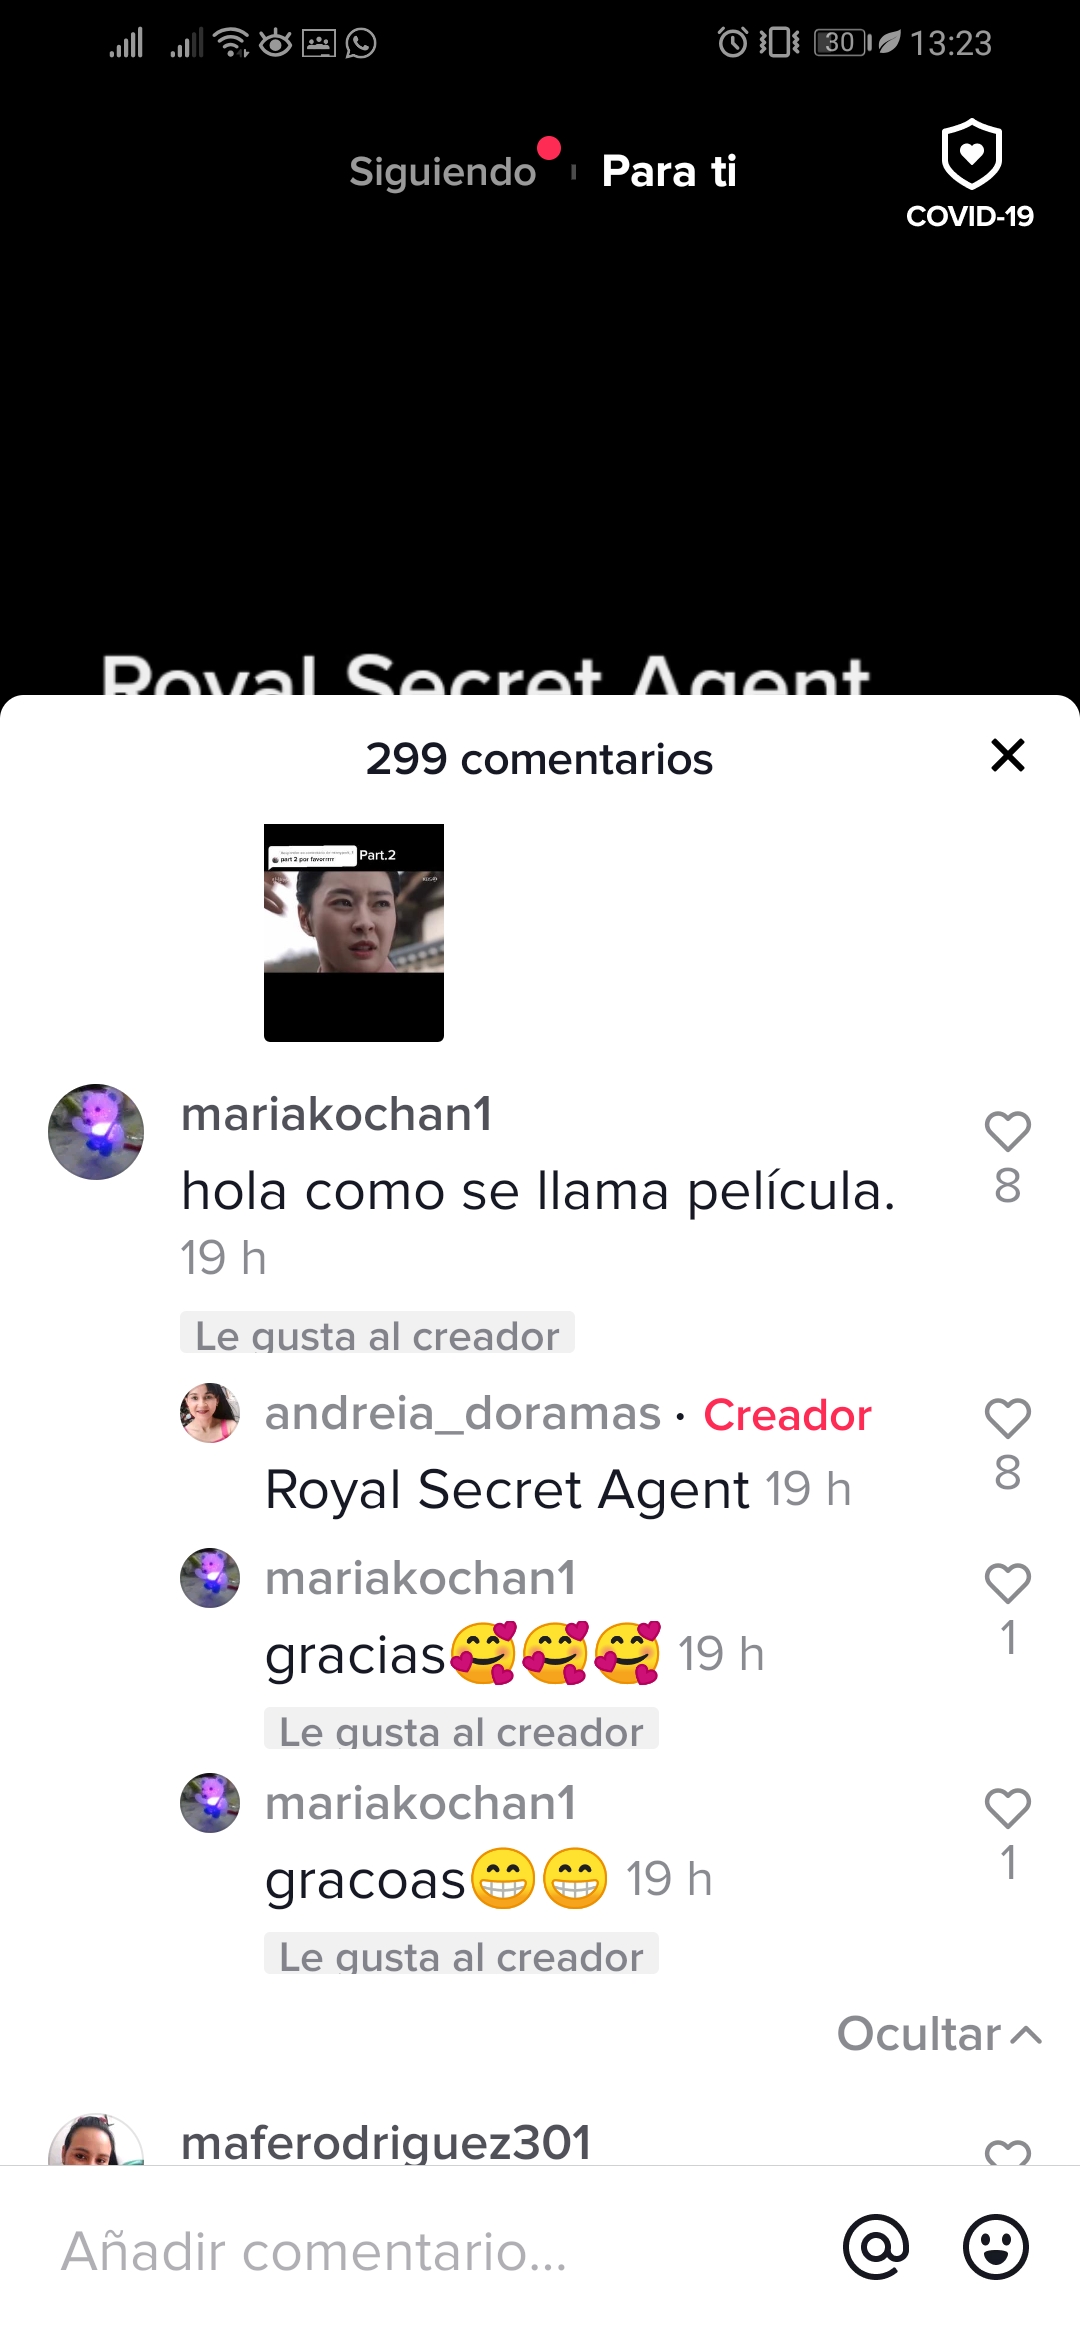 30 13:23
Siguiendo Para ti
COVID-19
Royal Secret Agent
299 comentarios
part 2 por favorrrrr Part.2
mariakochan1
hola como se llama película.
8
19 h
Le gusta al creador
andreia_doramas · Creador
Royal Secret Agent 19 h
8
mariakochan1
gracias🥰🥰🥰 19 h
1
Le gusta al creador
mariakochan1
gracoas😁😁 19 h
1
Le gusta al creador
Ocultar
maferodriguez301
Añadir comentario...